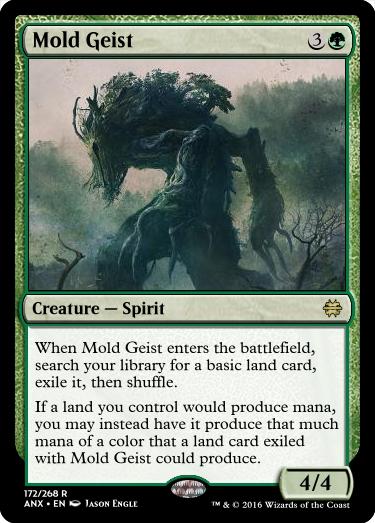 Mold Geist 3
Creature — Spirit
When Mold Geist enters the battlefield,
search your library for a basic land card,
exile it, then shuffle.
If a land you control would produce mana,
you may instead have it produce that much
mana of a color that a land card exiled
with Mold Geist could produce.
4/4
172/268 R
ANX • EN JASON ENGLE
™ & © 2016 Wizards of the Coast